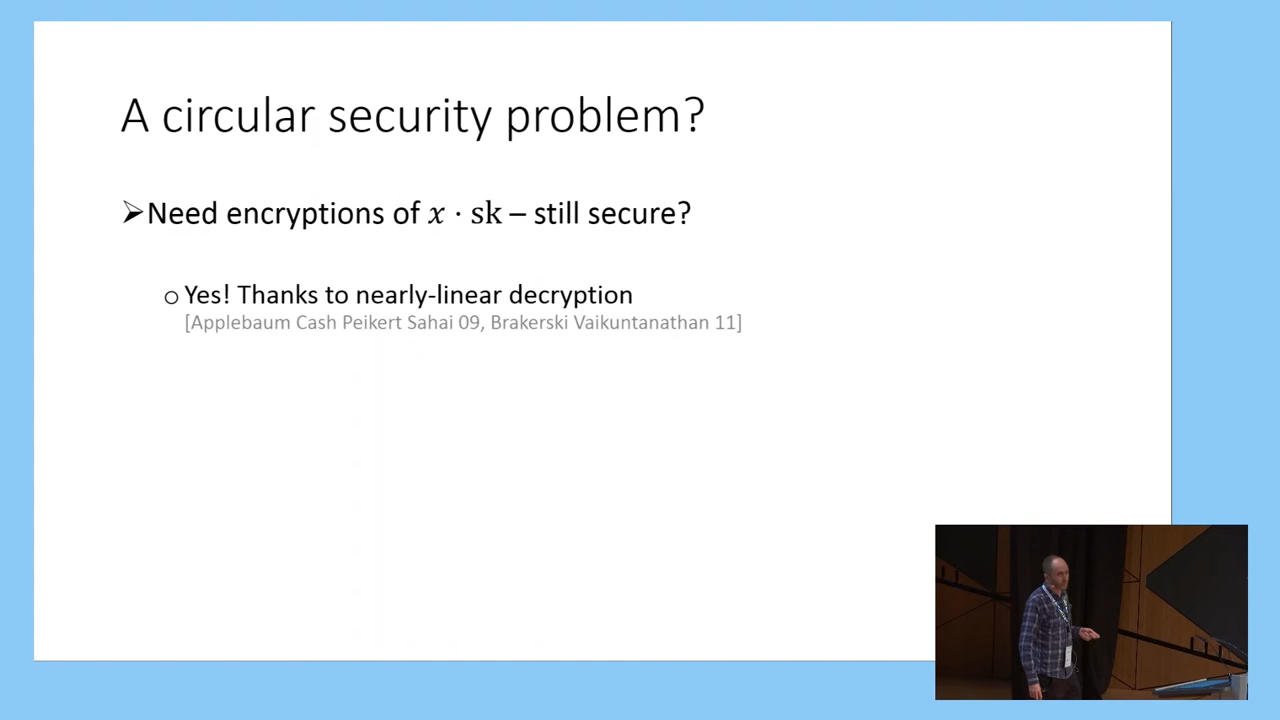 A circular security problem?
➢Need encryptions of 𝑥 · sk – still secure?
o Yes! Thanks to nearly-linear decryption
[Applebaum Cash Peikert Sahai 09, Brakerski Vaikuntanathan 11]